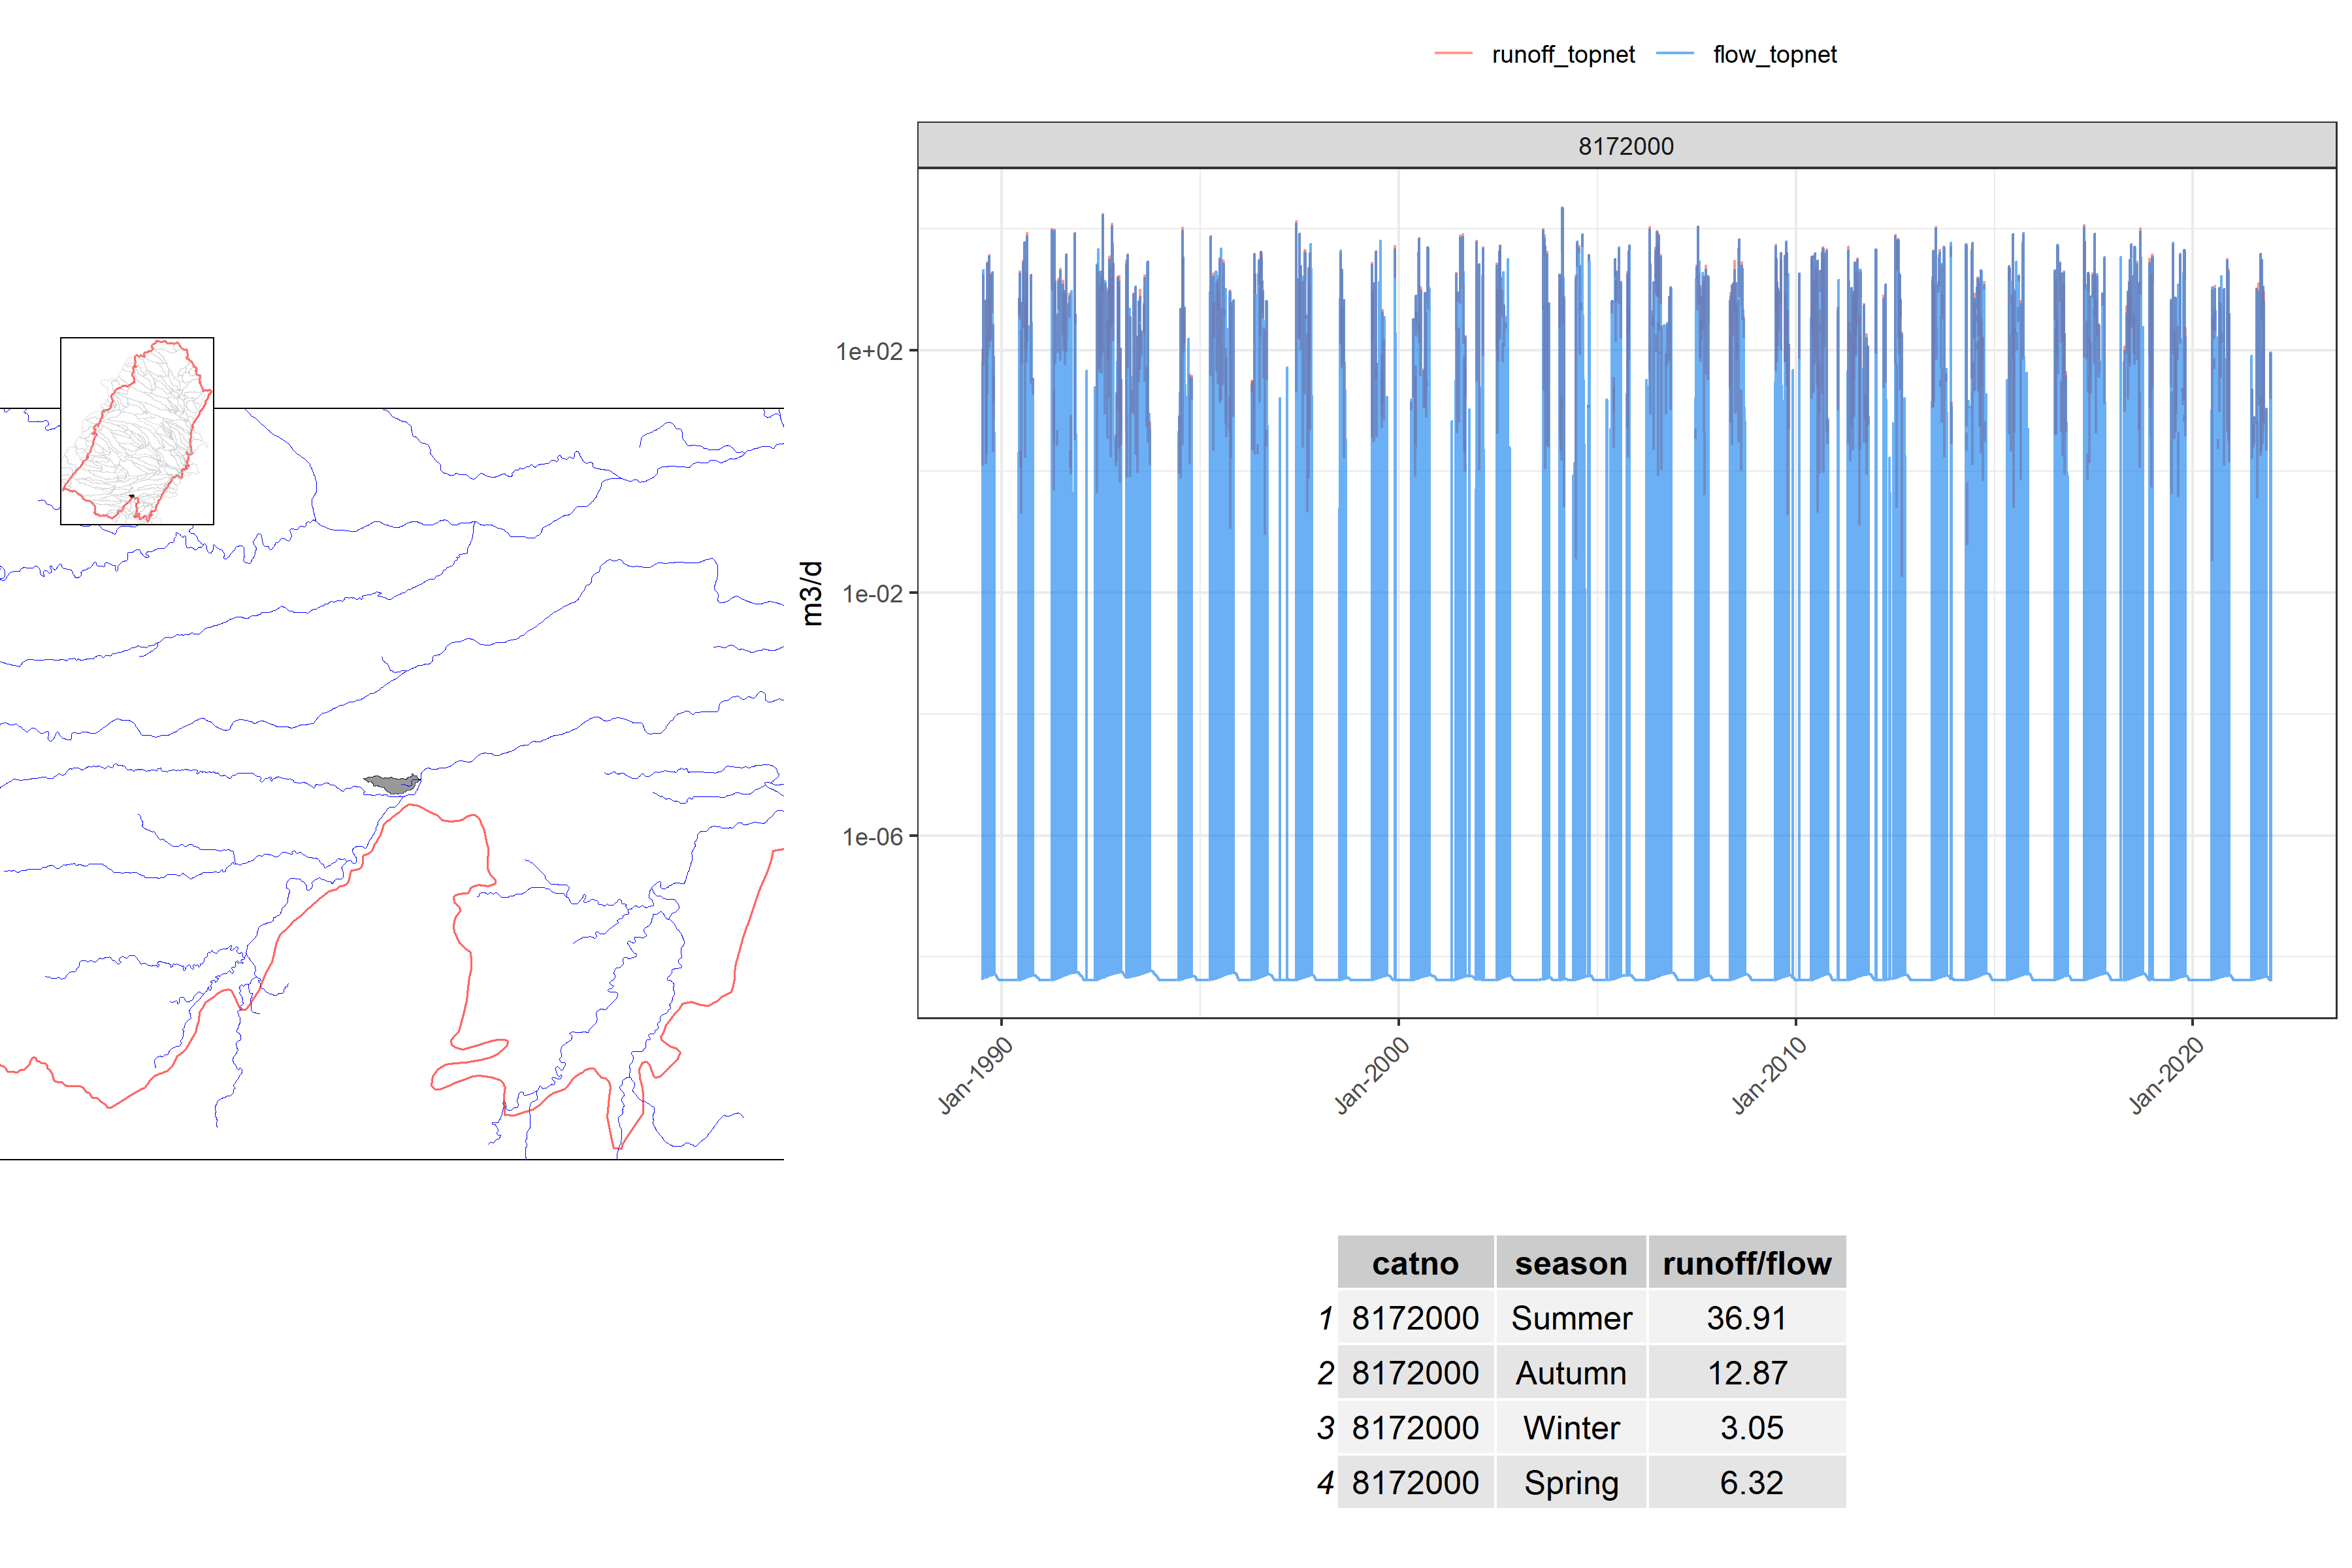 runoff_topnet flow_topnet
8172000
m3/d
1e+02
1e-02
1e-06
Jan-1990 Jan-2000 Jan-2010 Jan-2020
catno season runoff/flow
1 8172000 Summer 36.91
2 8172000 Autumn 12.87
3 8172000 Winter 3.05
4 8172000 Spring 6.32